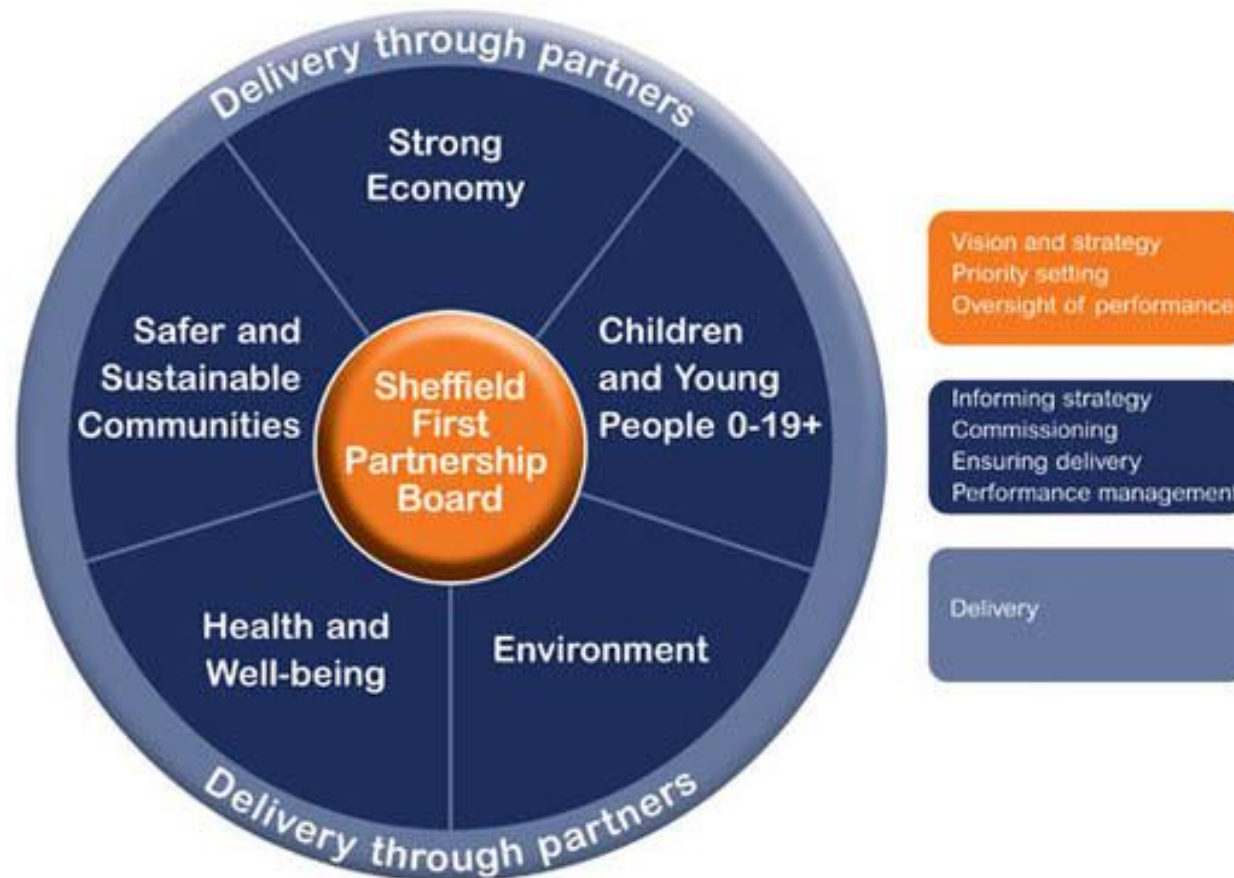 Delivery through partners
Strong
Economy
Safer and
Sustainable
Communities
Children
and Young
People 0-19+
Sheffield
First
Partnership
Board
Health and
Well-being
Environment
Delivery through partners
Vision and strategy
Priority setting
Oversight of performance
Informing strategy
Commissioning
Ensuring delivery
Performance management
Delivery